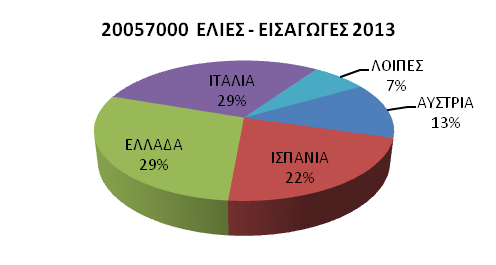 20057000 ΕΛΙΕΣ - ΕΙΣΑΓΩΓΕΣ 2013
ΛΟΙΠΕΣ
7%
ΑΥΣΤΡΙΑ
13%
ΙΣΠΑΝΙΑ
22%
ΕΛΛΑΔΑ
29%
ΙΤΑΛΙΑ
29%